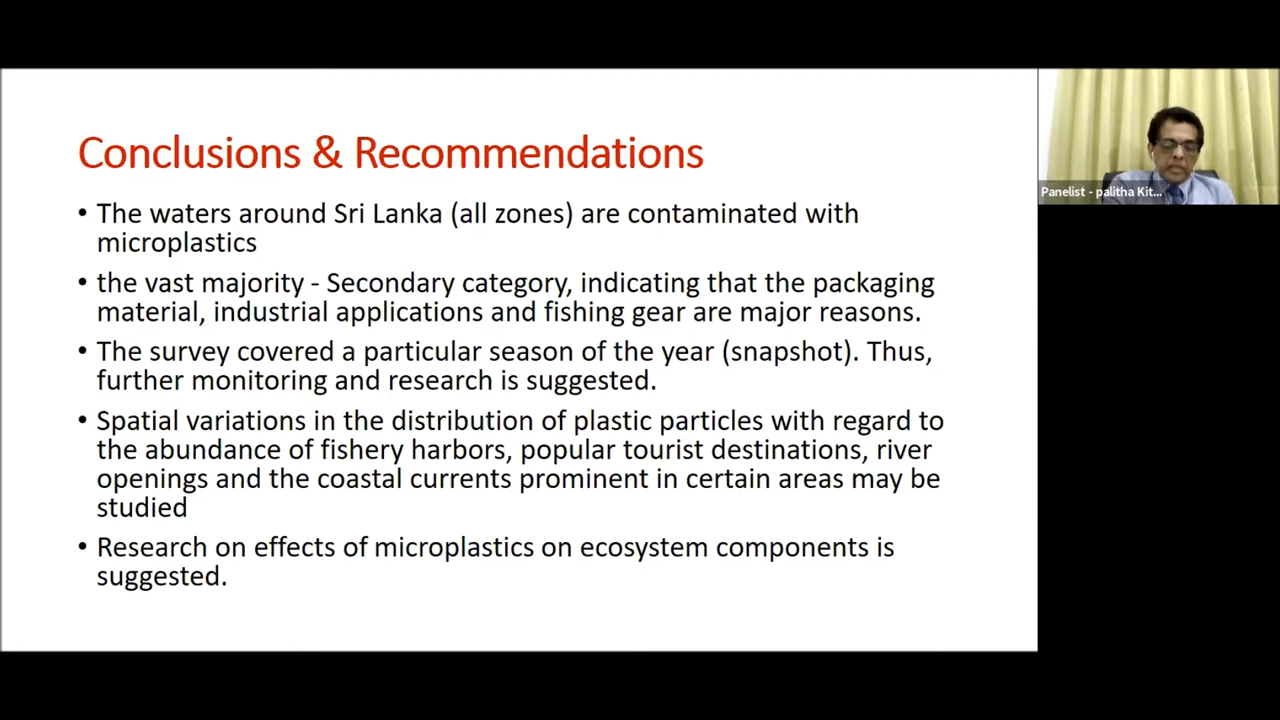 Conclusions & Recommendations
• The waters around Sri Lanka (all zones) are contaminated with
microplastics
• the vast majority - Secondary category, indicating that the packaging
material, industrial applications and fishing gear are major reasons.
• The survey covered a particular season of the year (snapshot). Thus,
further monitoring and research is suggested.
• Spatial variations in the distribution of plastic particles with regard to
the abundance of fishery harbors, popular tourist destinations, river
openings and the coastal currents prominent in certain areas may be
studied
• Research on effects of microplastics on ecosystem components is
suggested.
Panelist - palitha Kit...